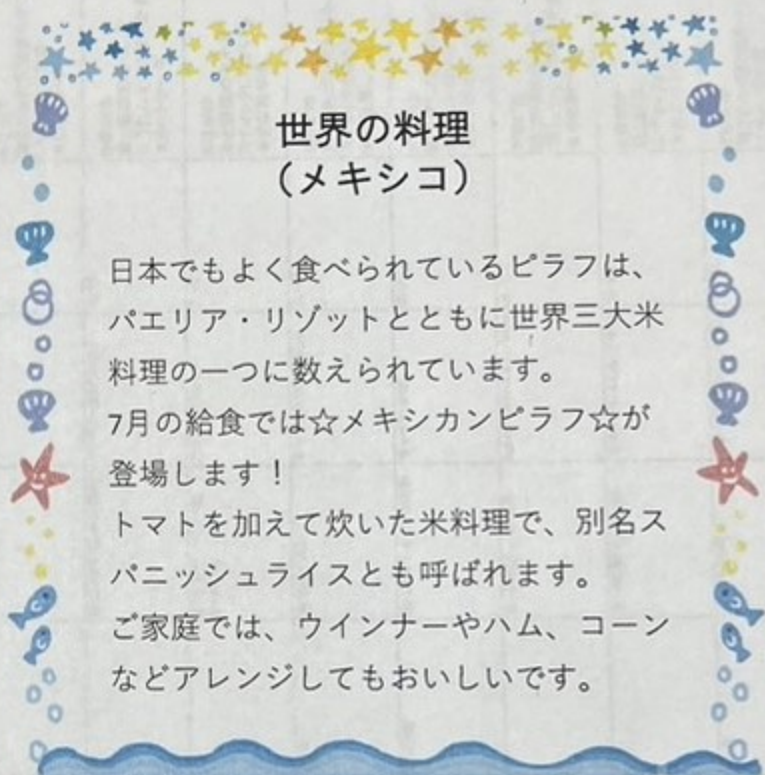 世界の料理
（メキシコ）
日本でもよく食べられているピラフは、
パエリア・リゾットとともに世界三大米
料理の一つに数えられています。
7月の給食では☆メキシカンピラフ☆が
登場します！
トマトを加えて炊いた米料理で、別名ス
パニッシュライスとも呼ばれます。
ご家庭では、ウインナーやハム、コーン
などアレンジしてもおいしいです。